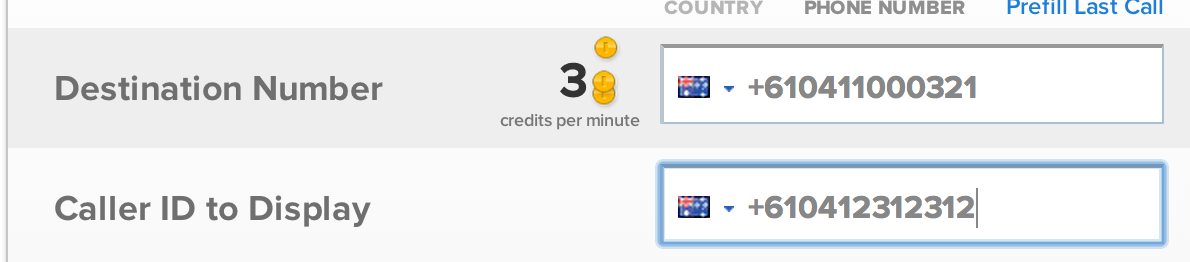 COUNTRY PHONE NUMBER Prefill Last Call
Destination Number 3 +610411000321
credits per minute
Caller ID to Display +610412312312